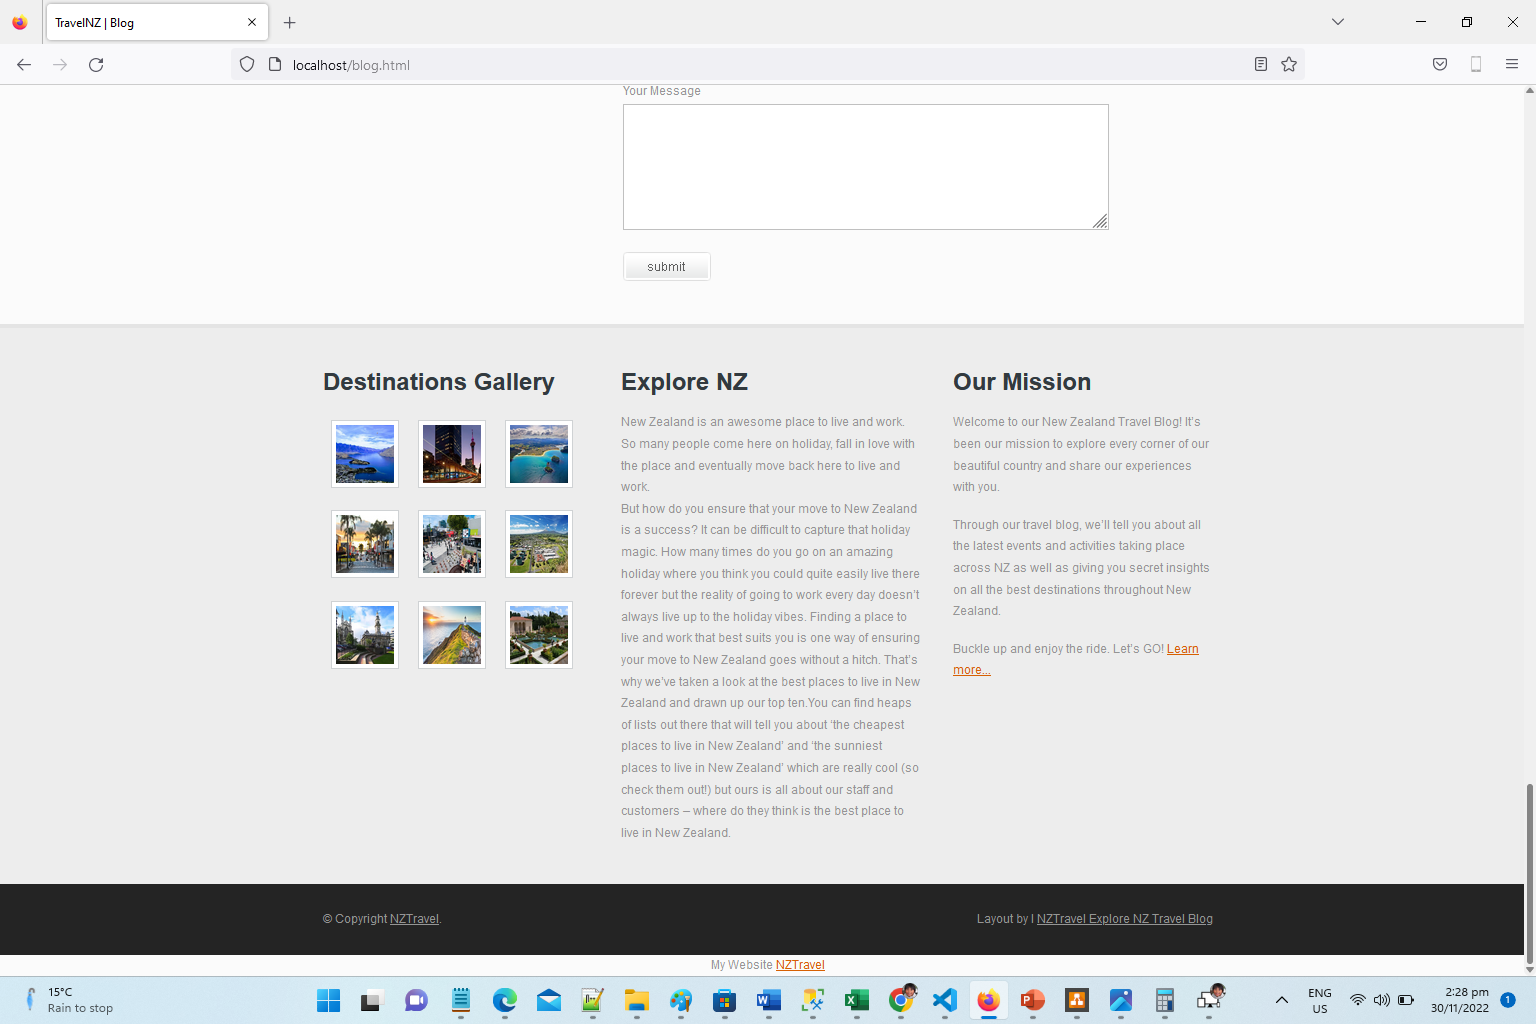 TravelNZ | Blog
localhost/blog.html
Your Message
submit
Destinations Gallery
Explore NZ
New Zealand is an awesome place to live and work.
So many people come here on holiday, fall in love with
the place and eventually move back here to live and
work.
But how do you ensure that your move to New Zealand
is a success? It can be difficult to capture that holiday
magic. How many times do you go on an amazing
holiday where you think you could quite easily live there
forever but the reality of going to work every day doesn't
always live up to the holiday vibes. Finding a place to
live and work that best suits you is one way of ensuring
your move to New Zealand goes without a hitch. That's
why we've taken a look at the best places to live in New
Zealand and drawn up our top ten.You can find heaps
of lists out there that will tell you about 'the cheapest
places to live in New Zealand' and 'the sunniest
places to live in New Zealand' which are really cool (so
check them out!) but ours is all about our staff and
customers – where do they think is the best place to
live in New Zealand.
Our Mission
Welcome to our New Zealand Travel Blog! It's
been our mission to explore every corner of our
beautiful country and share our experiences
with you.
Through our travel blog, we'll tell you about all
the latest events and activities taking place
across NZ as well as giving you secret insights
on all the best destinations throughout New
Zealand.
Buckle up and enjoy the ride. Let's GO! Learn
more...
© Copyright NZTravel.
Layout by l NZTravel Explore NZ Travel Blog
My Website NZTravel
15°C
Rain to stop
ENG
US
2:28 pm
30/11/2022
1